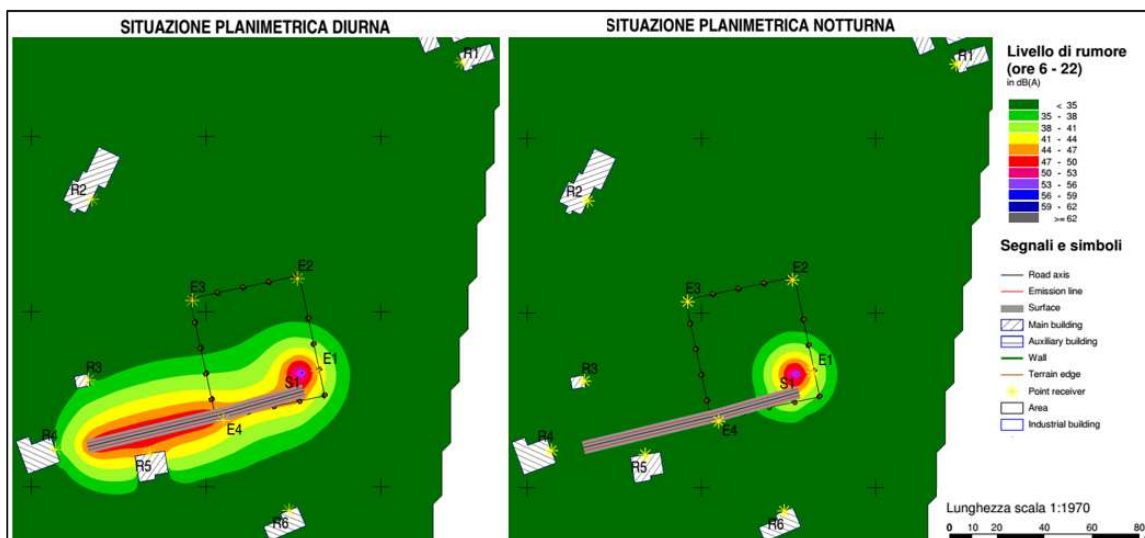 SITUAZIONE PLANIMETRICA DIURNA
R1
R2
E2
E3
E1
S1
R3
E4
R4
R5
R6
SITUAZIONE PLANIMETRICA NOTTURNA
R1
R2
E2
E3
E1
S1
R3
E4
R4
R5
R6
Livello di rumore
(ore 6 - 22)
in dB(A)
< 35
35 - 38
38 - 41
41 - 44
44 - 47
47 - 50
50 - 53
53 - 56
56 - 59
59 - 62
>= 62
Segnali e simboli
Road axis
Emission line
Surface
Main building
Auxiliary building
Wall
Terrain edge
Point receiver
Area
Industrial building
Lunghezza scala 1:1970
0 10 20 40 60 80